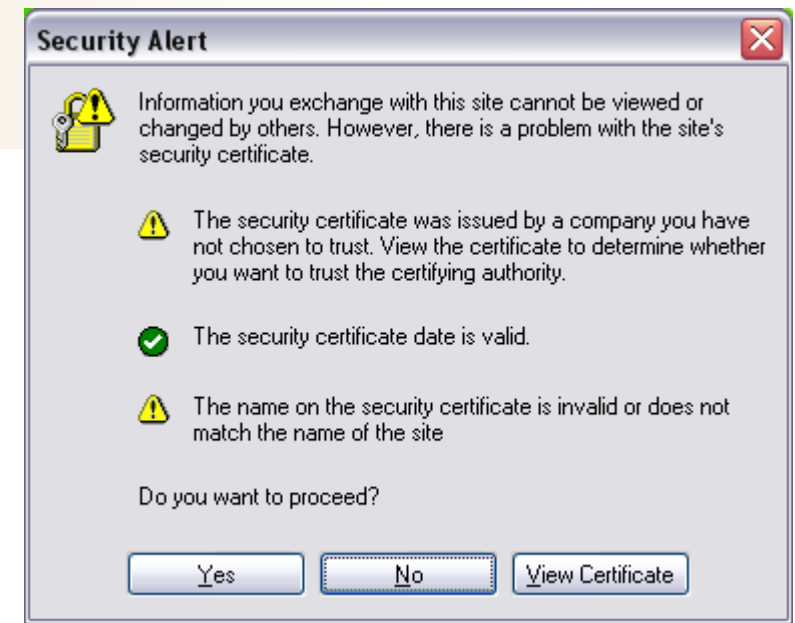 Security Alert
Information you exchange with this site cannot be viewed or
changed by others. However, there is a problem with the site's
security certificate.
The security certificate was issued by a company you have
not chosen to trust. View the certificate to determine whether
you want to trust the certifying authority.
The security certificate date is valid.
The name on the security certificate is invalid or does not
match the name of the site
Do you want to proceed?
Yes No View Certificate